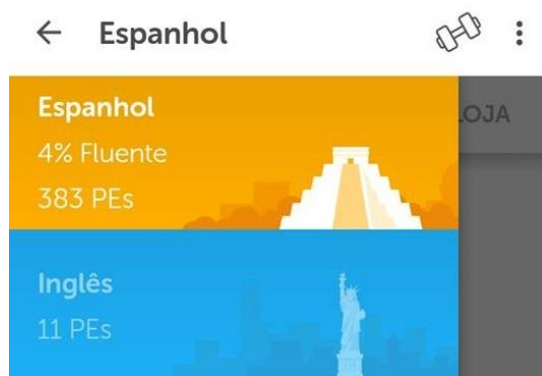 Espanhol
LOJA
Espanhol
4% Fluente
383 PEs
Inglês
11 PEs